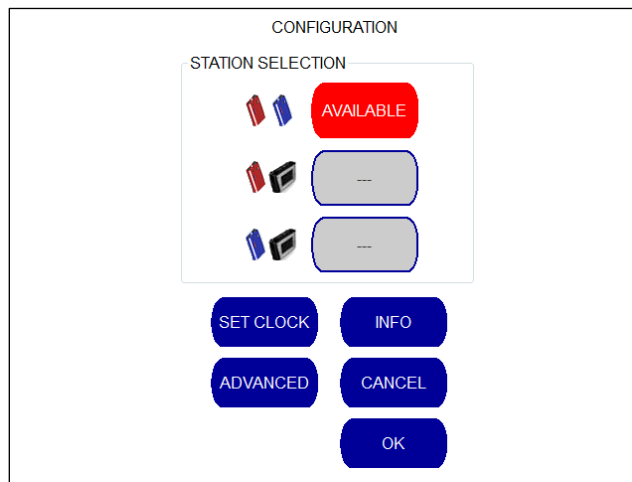 CONFIGURATION
STATION SELECTION
AVAILABLE
---
---
SET CLOCK INFO
ADVANCED CANCEL
OK